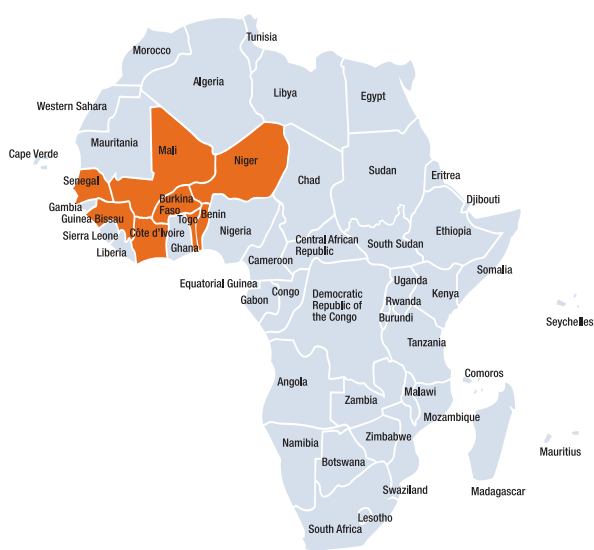 Tunisia
Morocco
Algeria
Libya
Egypt
Western Sahara
Mauritania
Mali
Niger
Cape Verde
Chad
Sudan
Eritrea
Senegal
Djibouti
Gambia
Burkina
Faso
Guinea Bissau
Benin
Togo
Nigeria
Côte d'Ivoire
Sierra Leone
Ghana
Liberia
Ethiopia
Central African
Republic
South Sudan
Cameroon
Somalia
Equatorial Guinea
Uganda
Congo
Gabon
Democratic
Republic of
the Congo
Rwanda
Kenya
Burundi
Seychelles
Tanzania
Comoros
Angola
Malawi
Zambia
Mozambique
Zimbabwe
Namibia
Mauritius
Botswana
Swaziland
Madagascar
Lesotho
South Africa